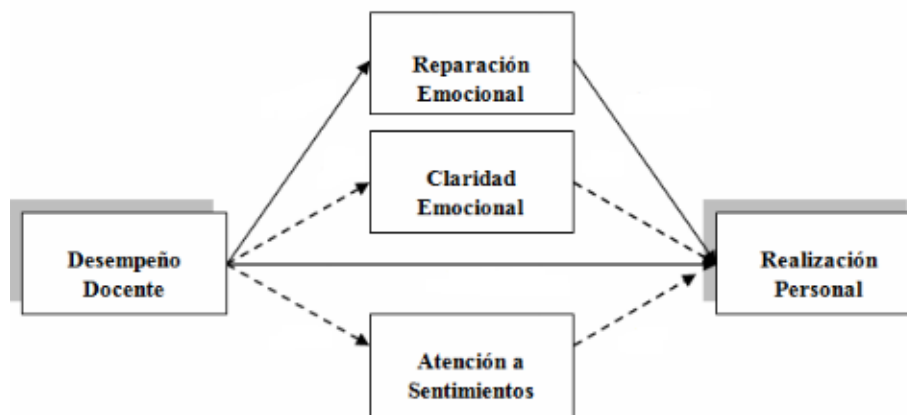 Reparación
Emocional
Claridad
Emocional
Desempeño
Docente
Realización
Personal
Atención a
Sentimientos